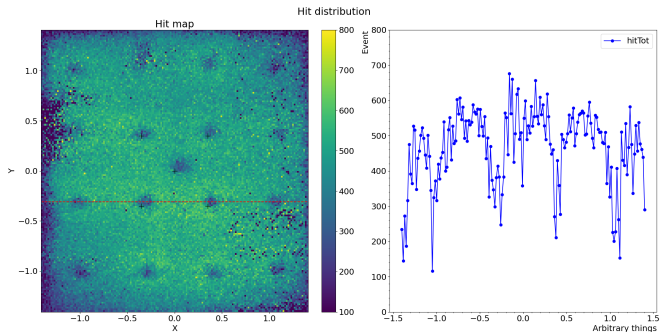 Hit distribution
Hit map
1.0
0.5
0.0
−0.5
−1.0
Y
−1.0 −0.5 0.0 0.5 1.0
X
800
700
600
500
400
300
200
100
Event
hitTot
800
700
600
500
400
300
200
100
0
−1.5 −1.0 −0.5 0.0 0.5 1.0 1.5
Arbitrary things